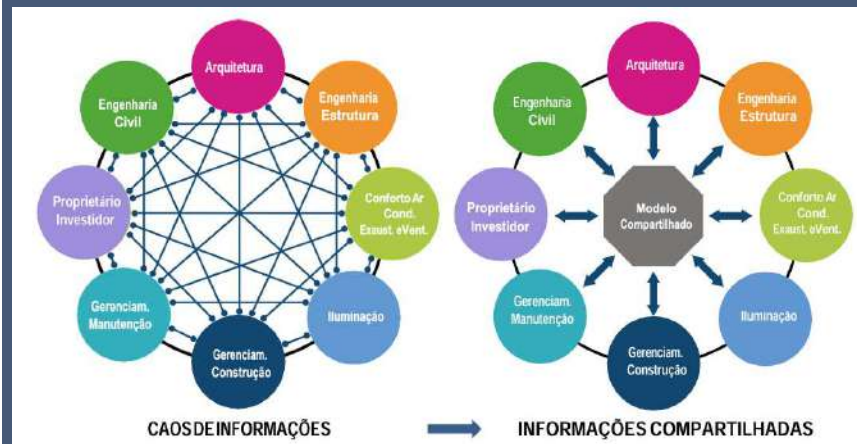 Arquitetura
Engenharia
Civil
Engenharia
Estrutura
Proprietário
Investidor
Conforto Ar
Cond.
Exaust. eVent.
Gerenciam.
Manutenção
Iluminação
Gerenciam.
Construção
CAOS DE INFORMAÇÕES
Arquitetura
Engenharia
Civil
Engenharia
Estrutura
Proprietário
Investidor
Modelo
Compartilhado
Conforto Ar
Cond.
Exaust. eVent.
Gerenciam.
Manutenção
Iluminação
Gerenciam.
Construção
INFORMAÇÕES COMPARTILHADAS